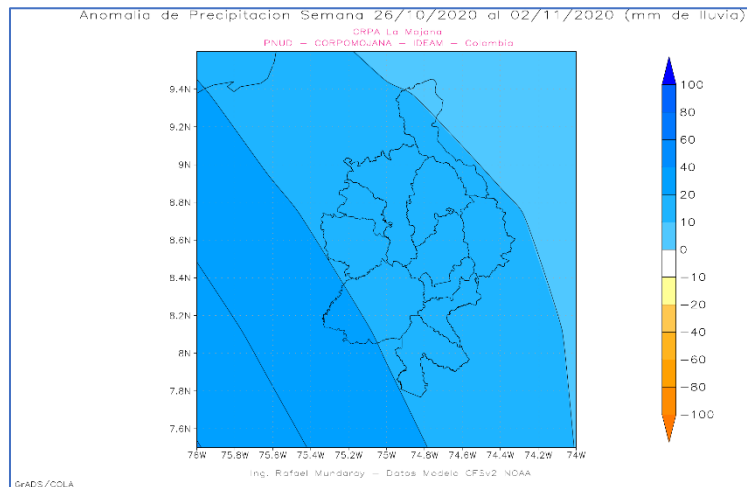 Anomalia de Precipitacion Semana 26/10/2020 al 02/11/2020 (mm de lluvia)
CRPA La Mojana
PNUD – CORPOMOJANA – IDEAM – Colombia
9.4N
9.2N
9N
8.8N
8.6N
8.4N
8.2N
8N
7.8N
7.6N
76W 75.8W 75.6W 75.4W 75.2W 75W 74.8W 74.6W 74.4W 74.2W 74W
100
80
60
40
20
10
0
−10
−20
−40
−60
−80
−100
Ing. Rafael Mundaray – Datos Modelo CFSv2 NOAA
GrADS/COLA